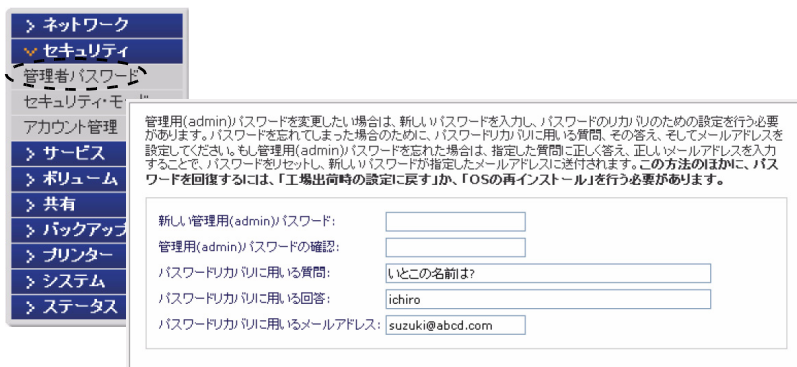 > ネットワーク
セキュリティ
管理者パスワード
セキュリティ・モード
アカウント管理
> サービス
> ボリューム
> 共有
> バックアップ
> プリンター
> システム
> ステータス
管理用(admin)パスワードを変更したい場合は、新しいパスワードを入力し、パスワードのリカバリのための設定を行う必要
があります。パスワードを忘れてしまった場合のために、パスワードリカバリに用いる質問、その答え、そしてメールアドレスを
設定してください。もし管理用(admin)パスワードを忘れた場合は、指定した質問に正しく答え、正しいメールアドレスを入力
することで、パスワードをリセットし、新しいパスワードが指定したメールアドレスに送付されます。この方法のほかに、パス
ワードを回復するには、「工場出荷時の設定に戻す」か、「OSの再インストール」を行う必要があります。
新しい管理用(admin)パスワード:
管理用(admin)パスワードの確認:
パスワードリカバリに用いる質問: いとこの名前は?
パスワードリカバリに用いる回答: ichiro
パスワードリカバリに用いるメールアドレス: suzuki@abcd.com